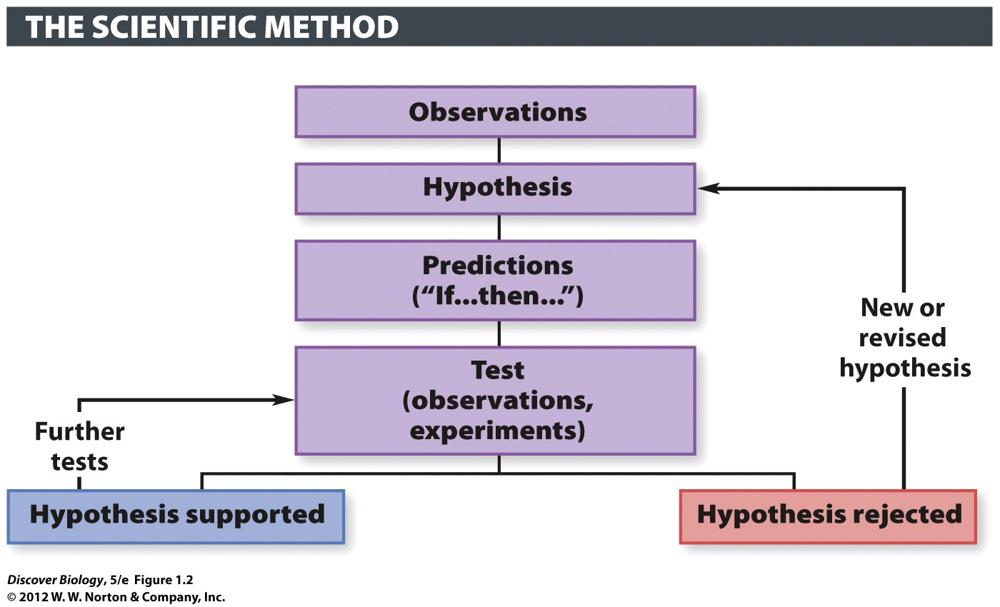 THE SCIENTIFIC METHOD
Observations
Hypothesis
Predictions
(“If...then...”)
Test
(observations,
experiments)
New or
revised
hypothesis
Further
tests
Hypothesis supported
Hypothesis rejected
Discover Biology, 5/e Figure 1.2
© 2012 W. W. Norton & Company, Inc.